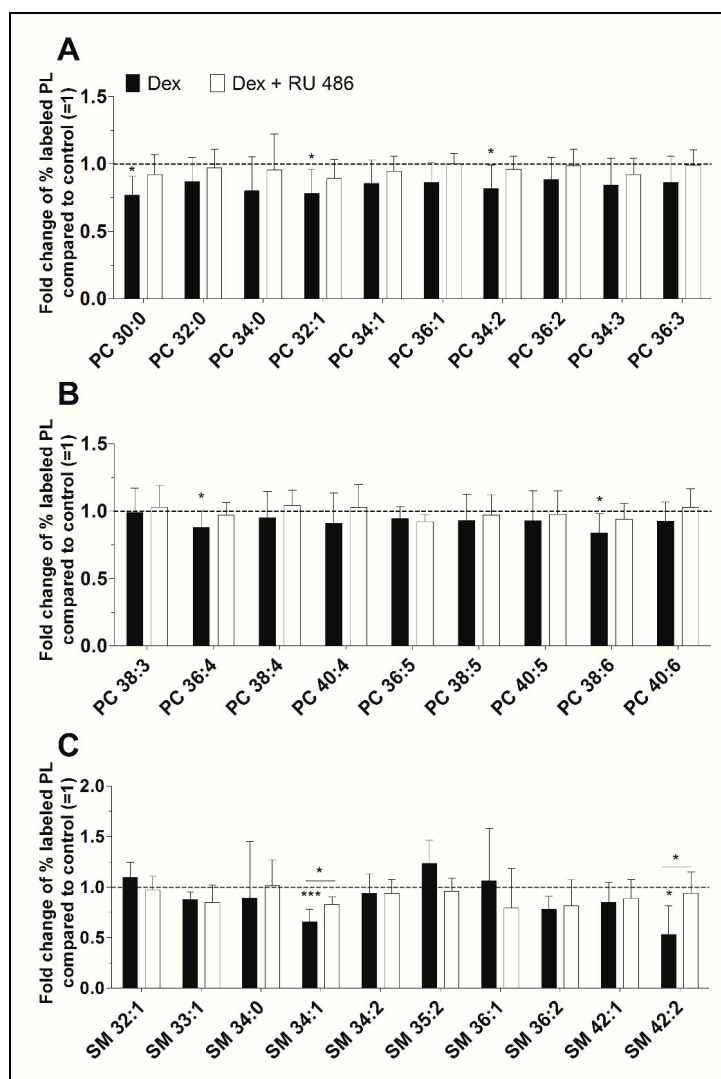 A
Dex Dex + RU 486
Fold change of % labeled PL
compared to control (=1)
1.5
1.0
0.5
0.0
* * *
PC 30:0 PC 32:0 PC 34:0 PC 32:1 PC 34:1 PC 36:1 PC 34:2 PC 36:2 PC 34:3 PC 36:3
B
Fold change of % labeled PL
compared to control (=1)
1.5
1.0
0.5
0.0
* *
PC 38:3 PC 36:4 PC 38:4 PC 40:4 PC 36:5 PC 38:5 PC 40:5 PC 38:6 PC 40:6
C
Fold change of % labeled PL
compared to control (=1)
2.0
1.5
1.0
0.5
0.0
* *
*** *
SM 32:1 SM 33:1 SM 34:0 SM 34:1 SM 34:2 SM 35:2 SM 36:1 SM 36:2 SM 42:1 SM 42:2